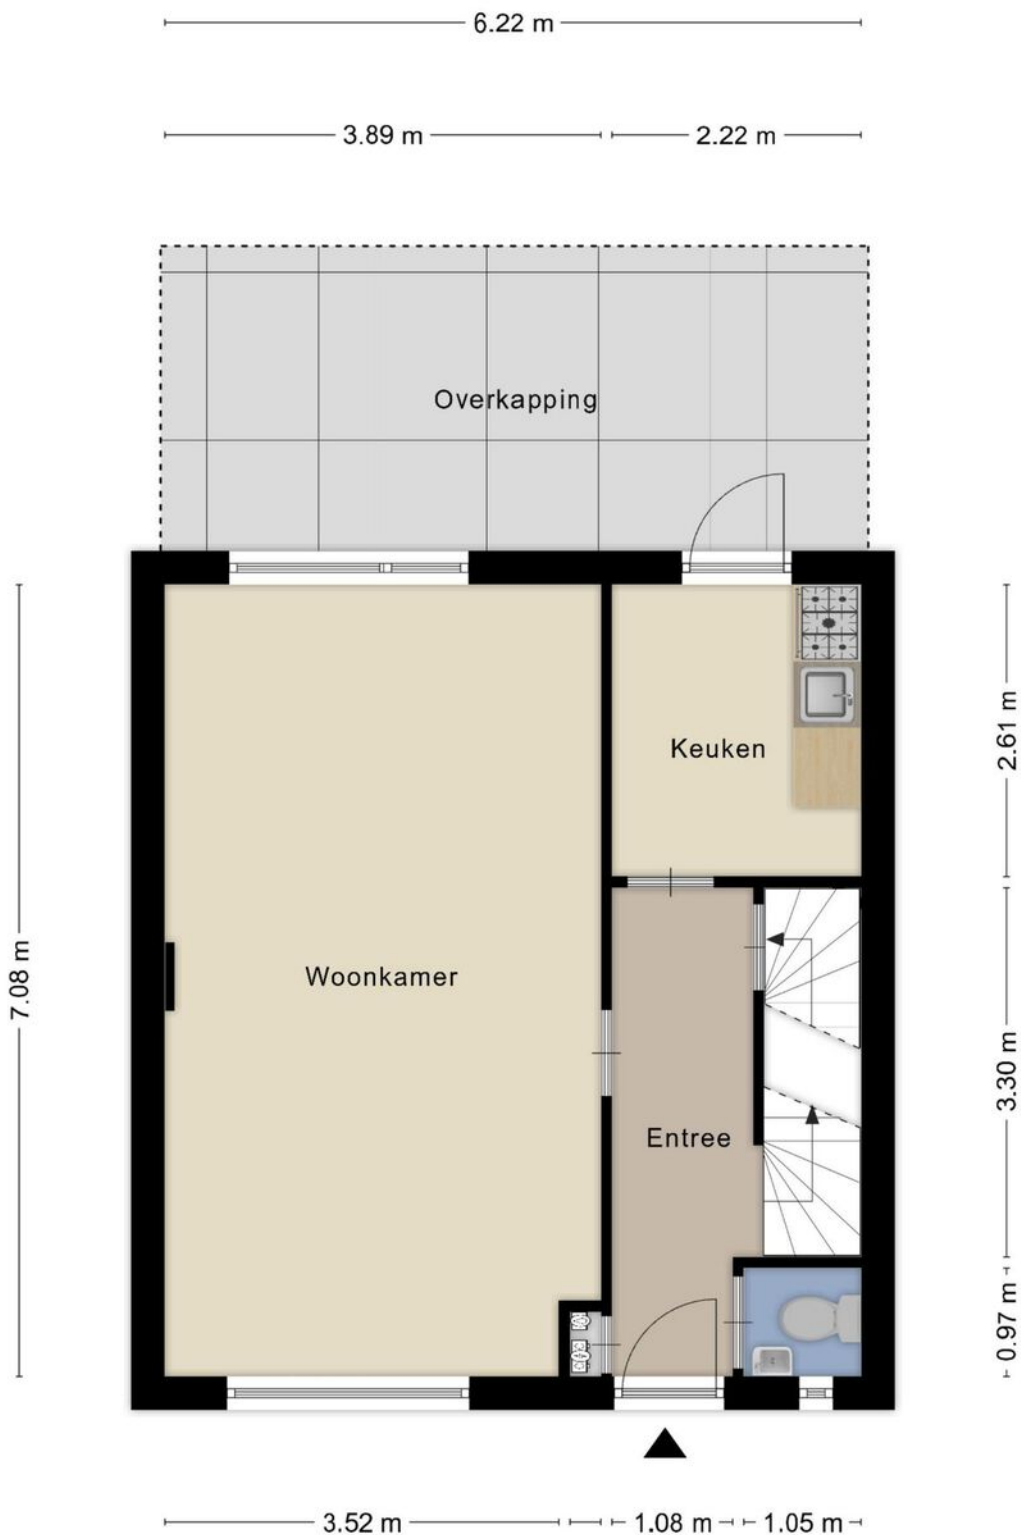 6.22 m
3.89 m
2.22 m
Overkapping
2.61 m
Keuken
7.08 m
Woonkamer
3.30 m
Entree
0.97 m
3.52 m
1.08 m
1.05 m